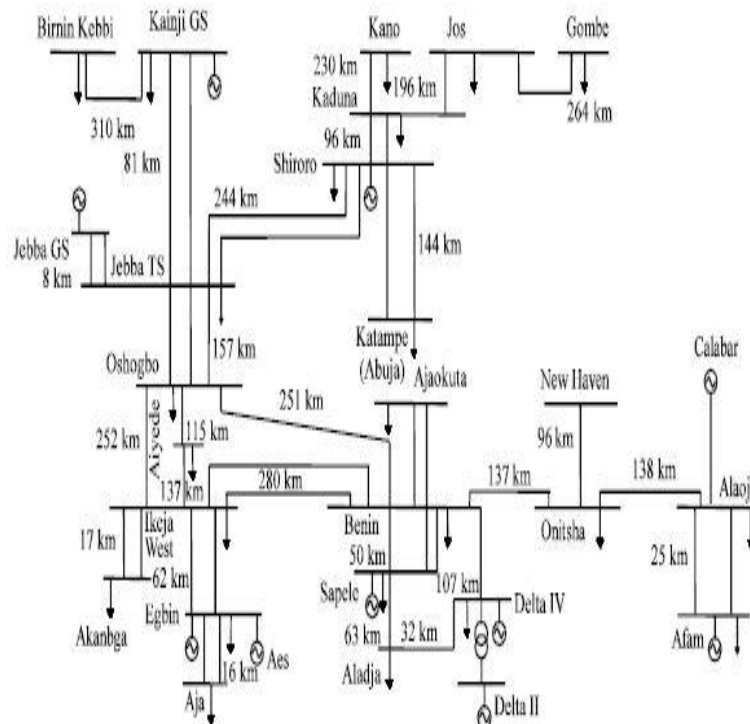 Birnin Kebbi
Kainji GS
Kano
Jos
Gombe
230 km
196 km
Kaduna
264 km
310 km
96 km
81 km
Shiroro
244 km
144 km
Jebba GS
8 km
Jebba TS
157 km
Katampe
(Abuja)
Calabar
Oshogbo
Ajaokuta
New Haven
251 km
252 km
Aiyede
115 km
96 km
137 km
280 km
137 km
138 km
Ikeja
West
Benin
Onitsha
Alaoj
17 km
50 km
25 km
62 km
Sapele
107 km
Delta IV
Akanbga
Egbin
63 km
32 km
Afam
Aes
16 km
Aladja
Aja
Delta II